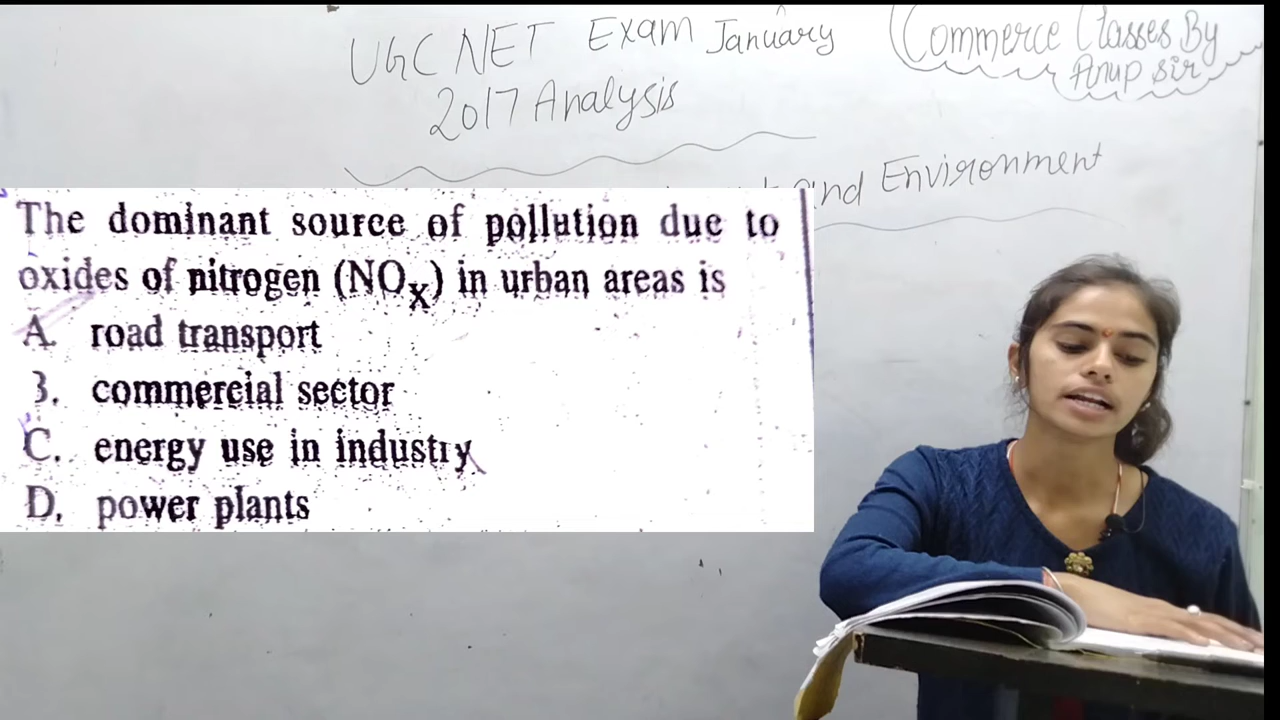 UGC NET Exam January
2017 Analysis
Commerce Classes By
Anup sir
and Environment
The dominant source of pollution due to
oxides of nitrogen (NOX) in urban areas is
A. road transport
B. commercial sector
C. energy use in industry
D. power plants